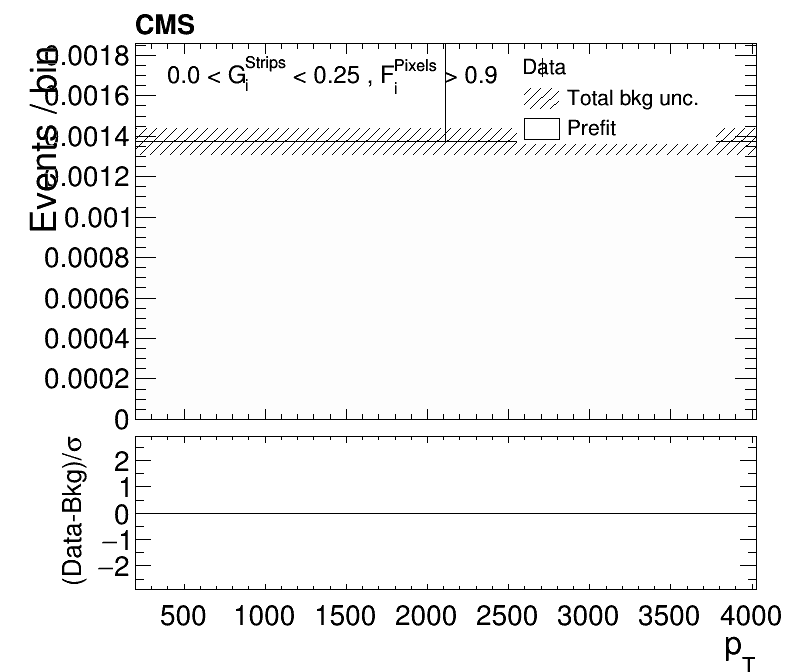 CMS
Events / bin
0.0 < G_i^Strips < 0.25 , F_i^Pixels > 0.9
Data
Total bkg unc.
Prefit
0.0018
0.0016
0.0014
0.0012
0.001
0.0008
0.0006
0.0004
0.0002
0
(Data-Bkg)/σ
2
1
0
−1
−2
500 1000 1500 2000 2500 3000 3500 4000
p_T